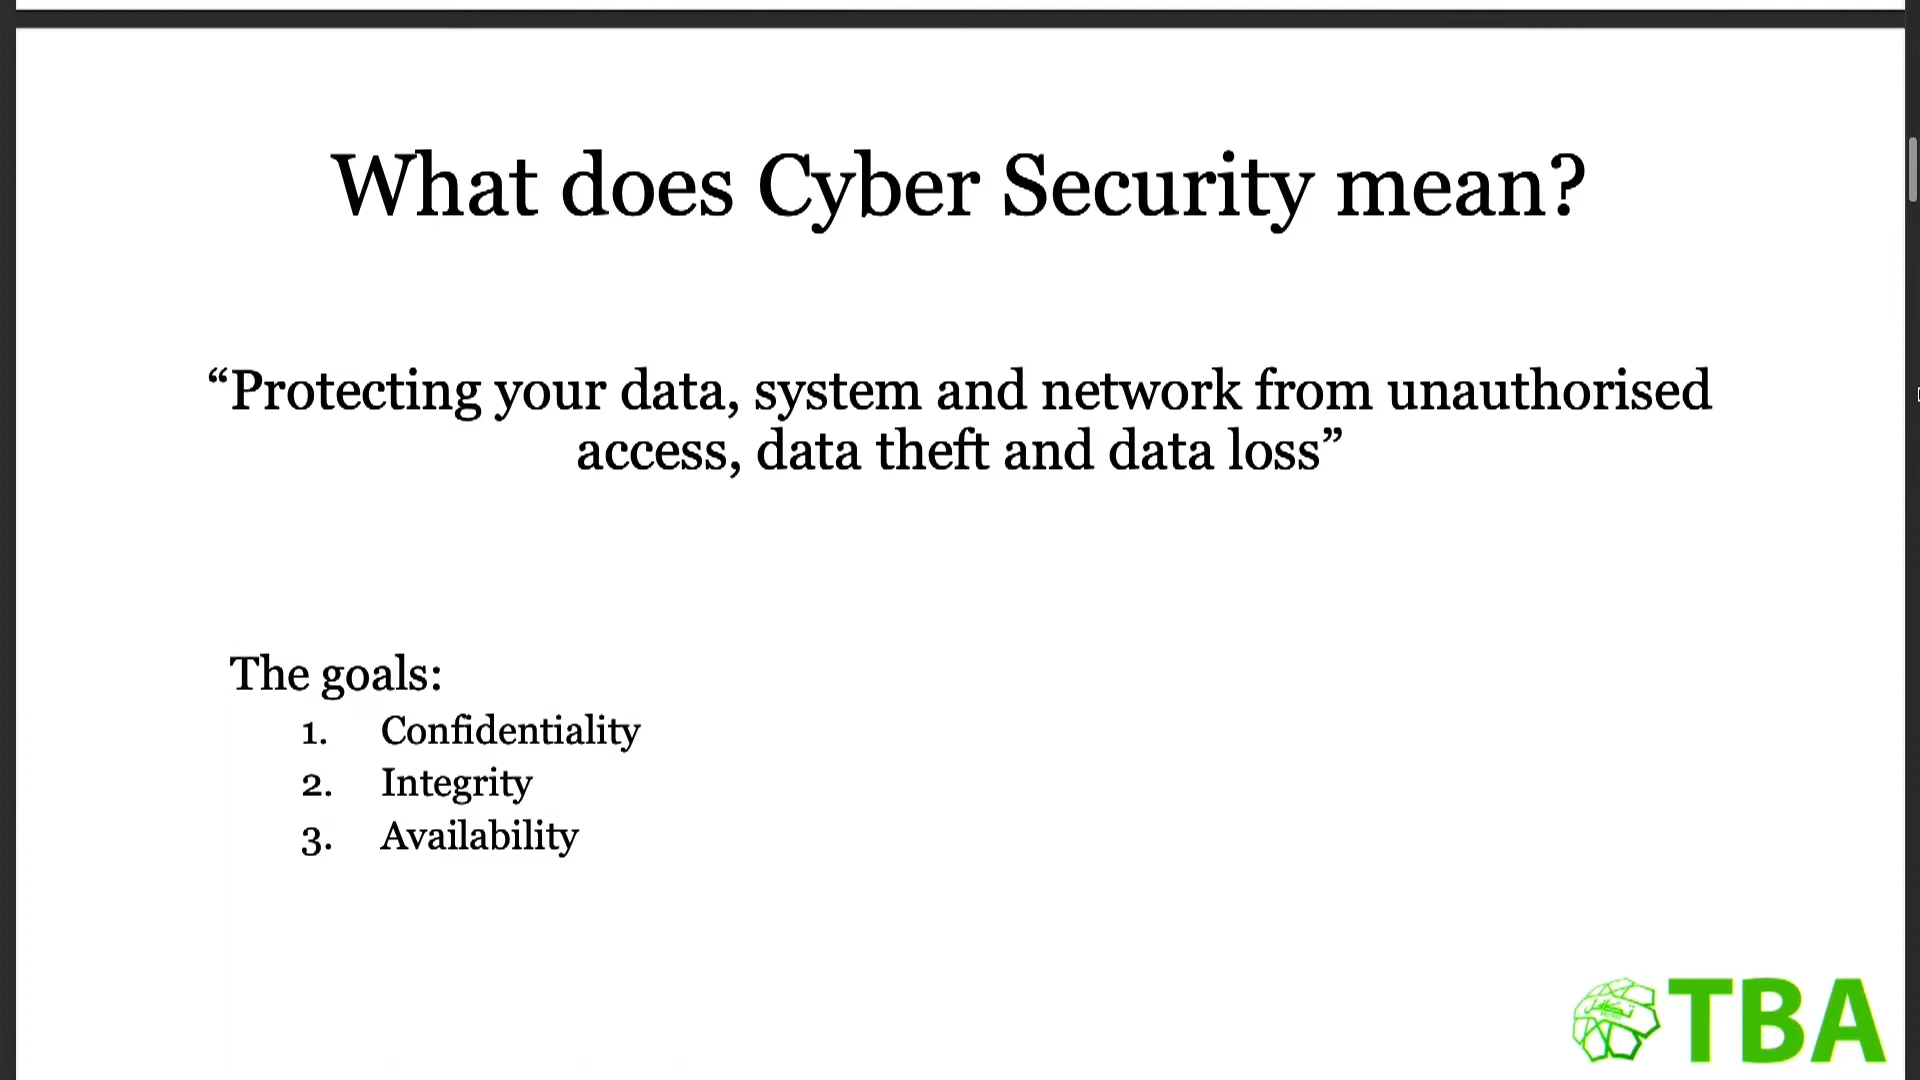 What does Cyber Security mean?
“Protecting your data, system and network from unauthorised
access, data theft and data loss”
The goals:
1. Confidentiality
2. Integrity
3. Availability
TBA